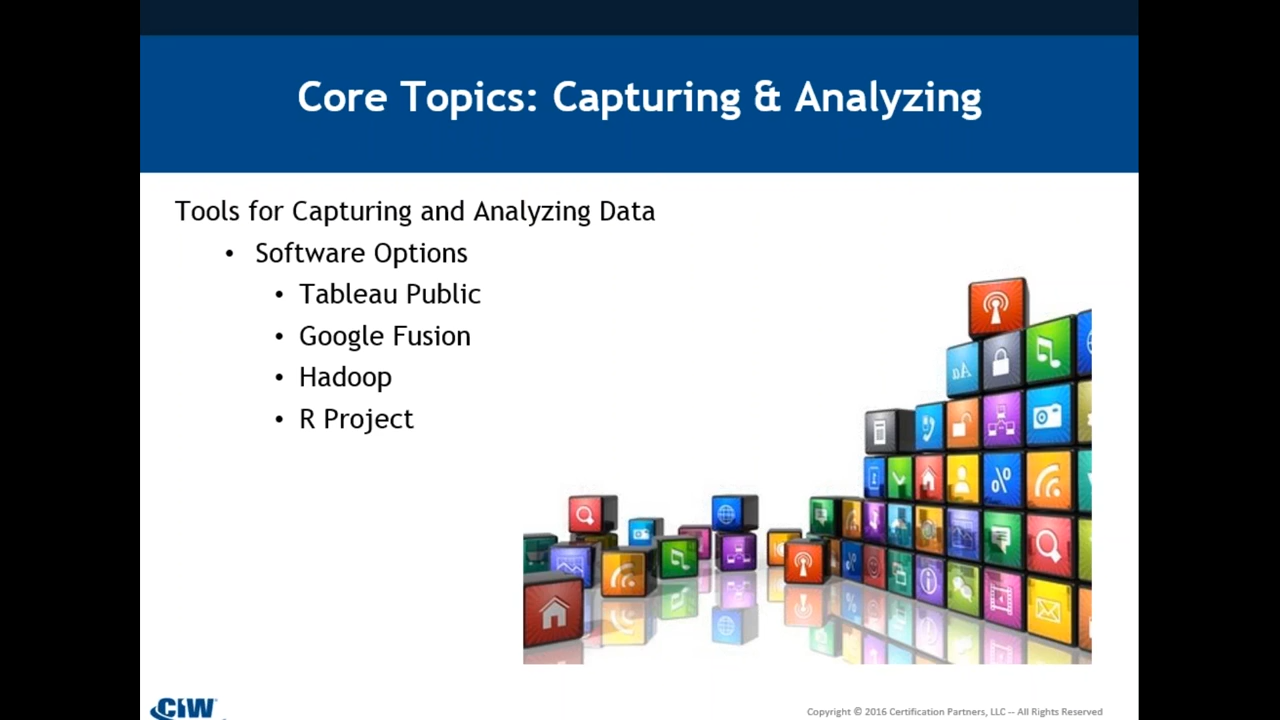 Core Topics: Capturing & Analyzing
Tools for Capturing and Analyzing Data
• Software Options
• Tableau Public
• Google Fusion
• Hadoop
• R Project
Aa
%
%
CIW
Copyright © 2016 Certification Partners, LLC -- All Rights Reserved